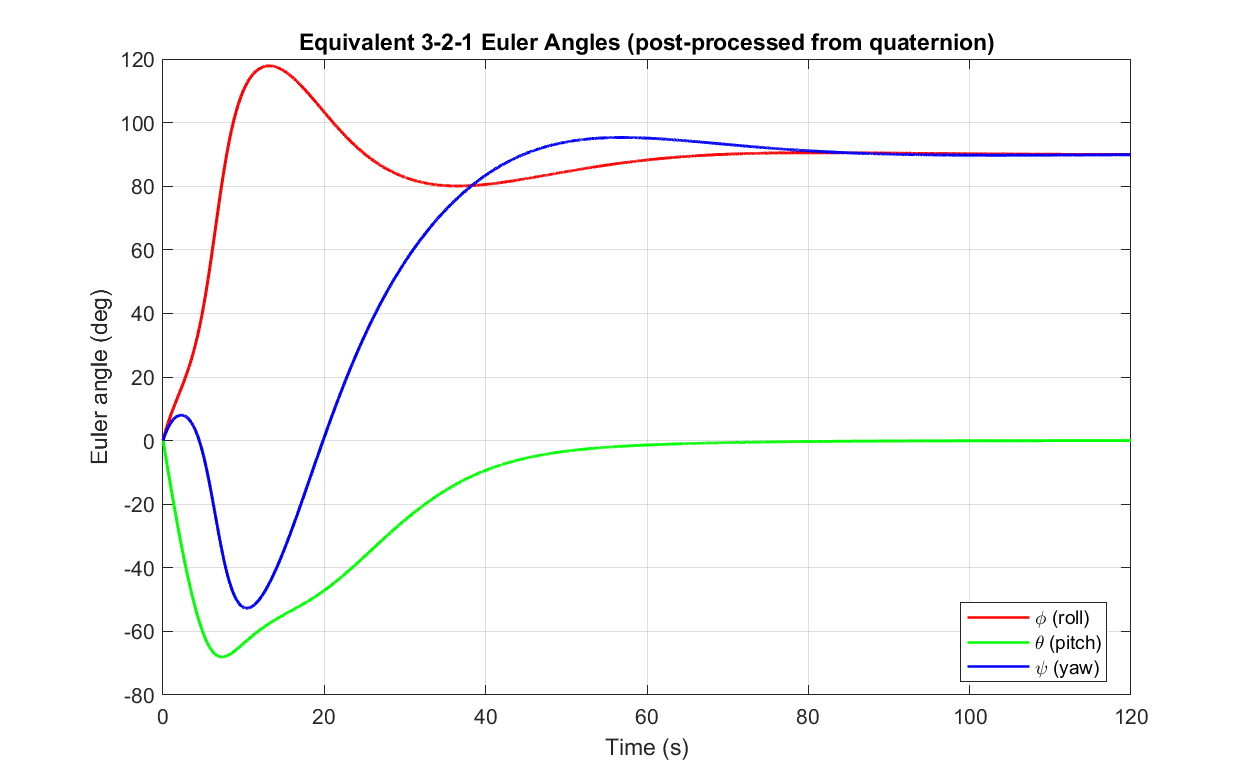 Equivalent 3-2-1 Euler Angles (post-processed from quaternion)
120
100
80
60
40
20
0
-20
-40
-60
-80
Euler angle (deg)
ϕ (roll)
θ (pitch)
ψ (yaw)
0 20 40 60 80 100 120
Time (s)